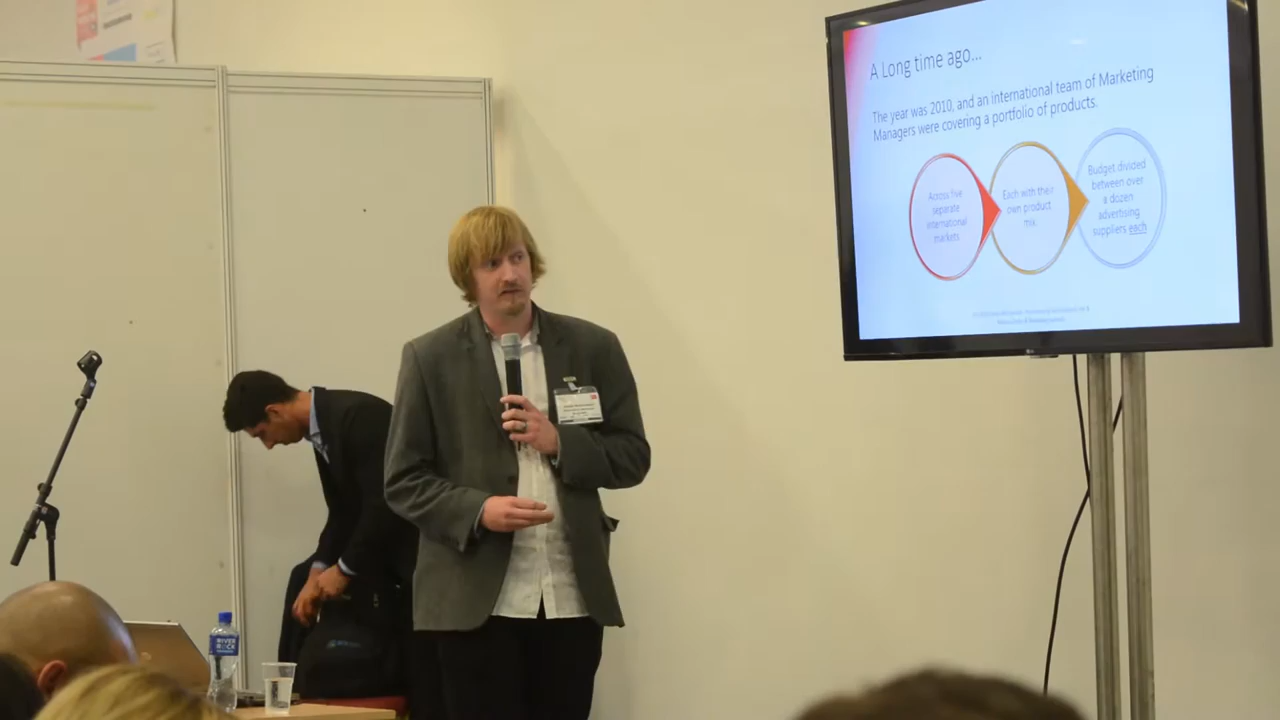 A Long time ago...
The year was 2010, and an international team of Marketing
Managers were covering a portfolio of products.
Across five
separate
international
markets
Each with their
own product
mix
Budget divided
between over
a dozen
advertising
suppliers each
LG
RIVER
ROCK